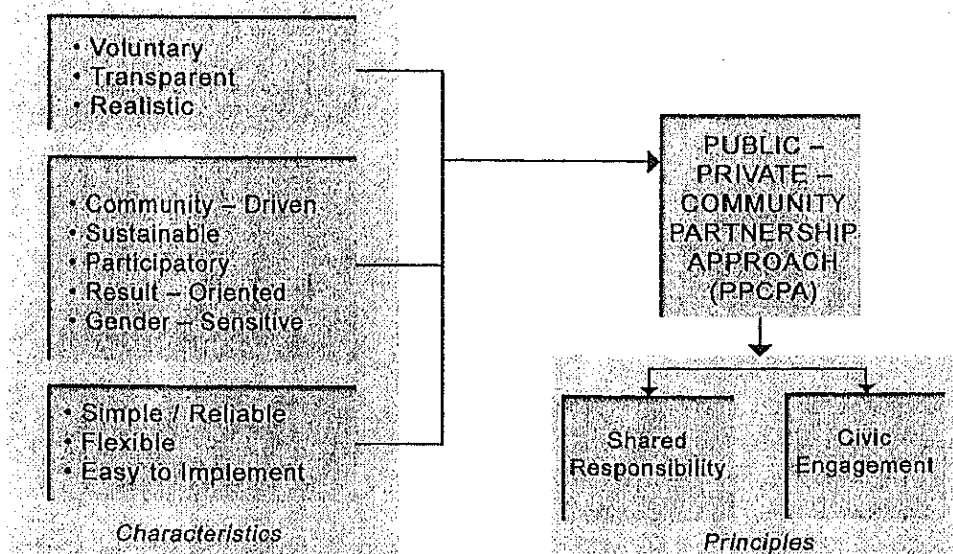 • Voluntary
• Transparent
• Realistic
• Community – Driven
• Sustainable
• Participatory
• Result – Oriented
• Gender – Sensitive
• Simple / Reliable
• Flexible
• Easy to Implement
Characteristics
PUBLIC –
PRIVATE –
COMMUNITY
PARTNERSHIP
APPROACH
(PPCPA)
Shared
Responsibility
Civic
Engagement
Principles